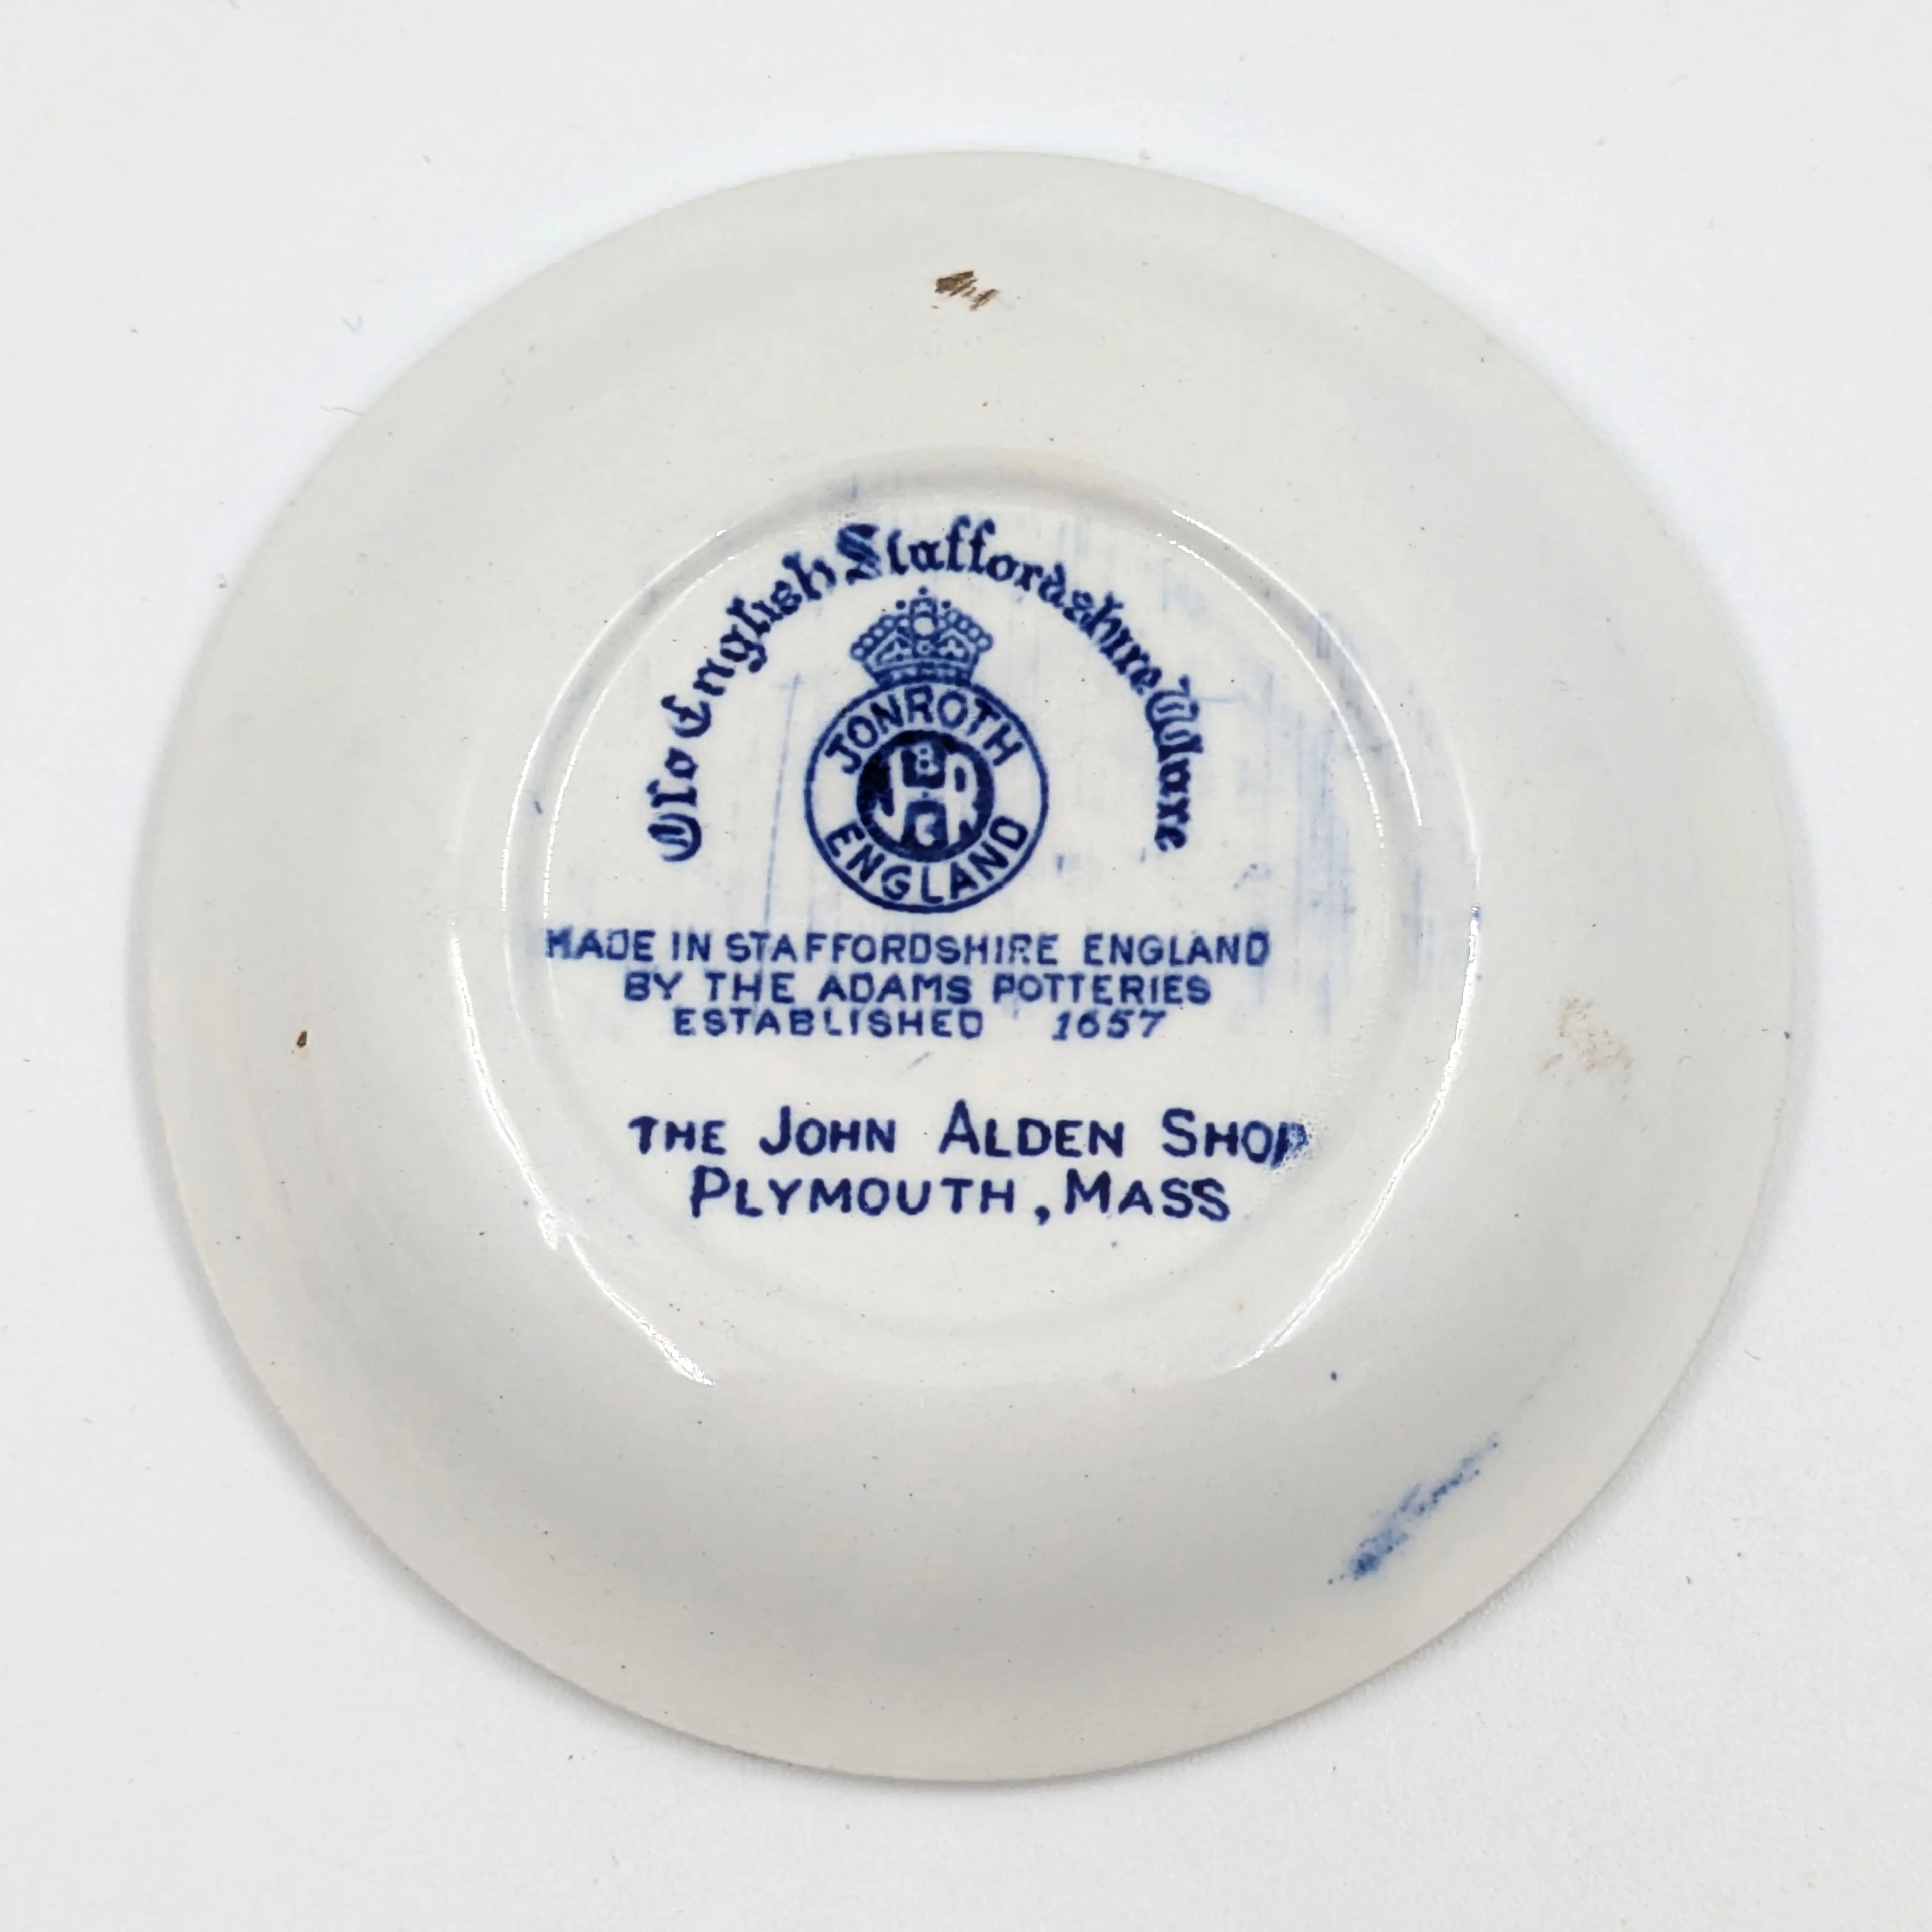 Old English Staffordshire Ware
JONROTH
ENGLAND
MADE IN STAFFORDSHIRE ENGLAND
BY THE ADAMS POTTERIES
ESTABLISHED 1657
THE JOHN ALDEN SHOP
PLYMOUTH, MASS